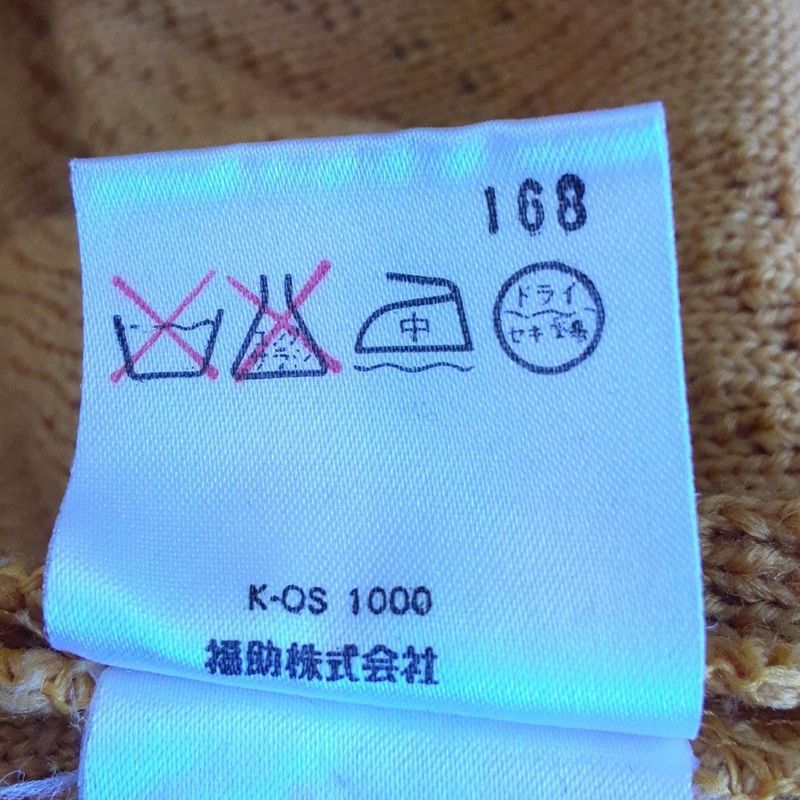 168
中
ドライ
セキユ系
K-OS 1000
福助株式会社